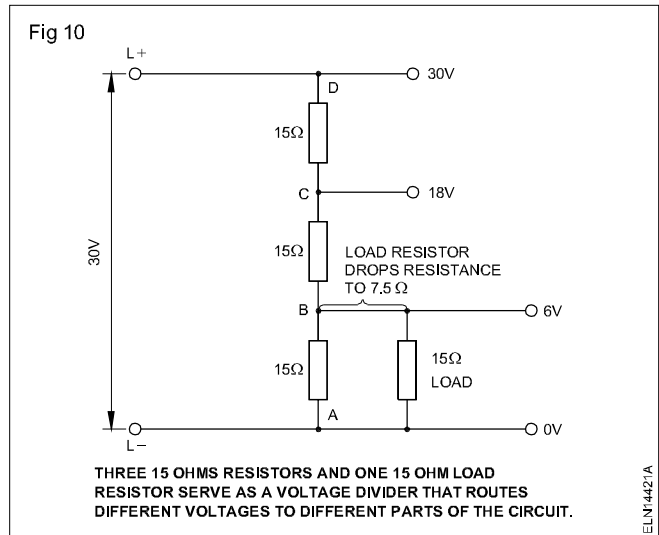 Fig 10
L+
D
30V
15Ω
C
18V
30V
15Ω
LOAD RESISTOR
DROPS RESISTANCE
TO 7.5 Ω
B
6V
15Ω
15Ω
LOAD
A
0V
L−
THREE 15 OHMS RESISTORS AND ONE 15 OHM LOAD
RESISTOR SERVE AS A VOLTAGE DIVIDER THAT ROUTES
DIFFERENT VOLTAGES TO DIFFERENT PARTS OF THE CIRCUIT.
ELN14421A